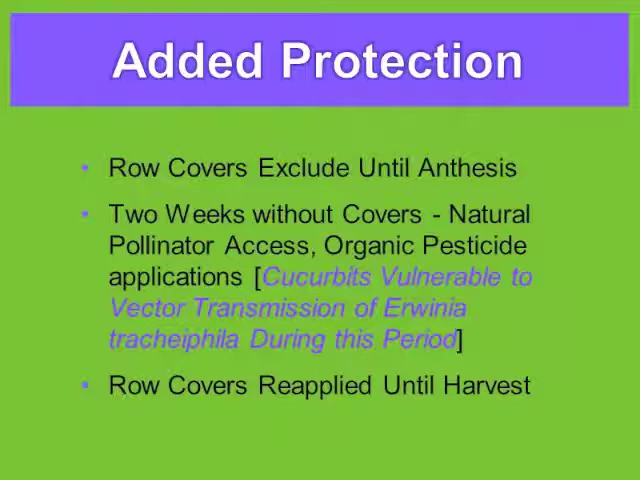 Added Protection
• Row Covers Exclude Until Anthesis
• Two Weeks without Covers - Natural
Pollinator Access, Organic Pesticide
applications [Cucurbits Vulnerable to
Vector Transmission of Erwinia
tracheiphila During this Period]
• Row Covers Reapplied Until Harvest